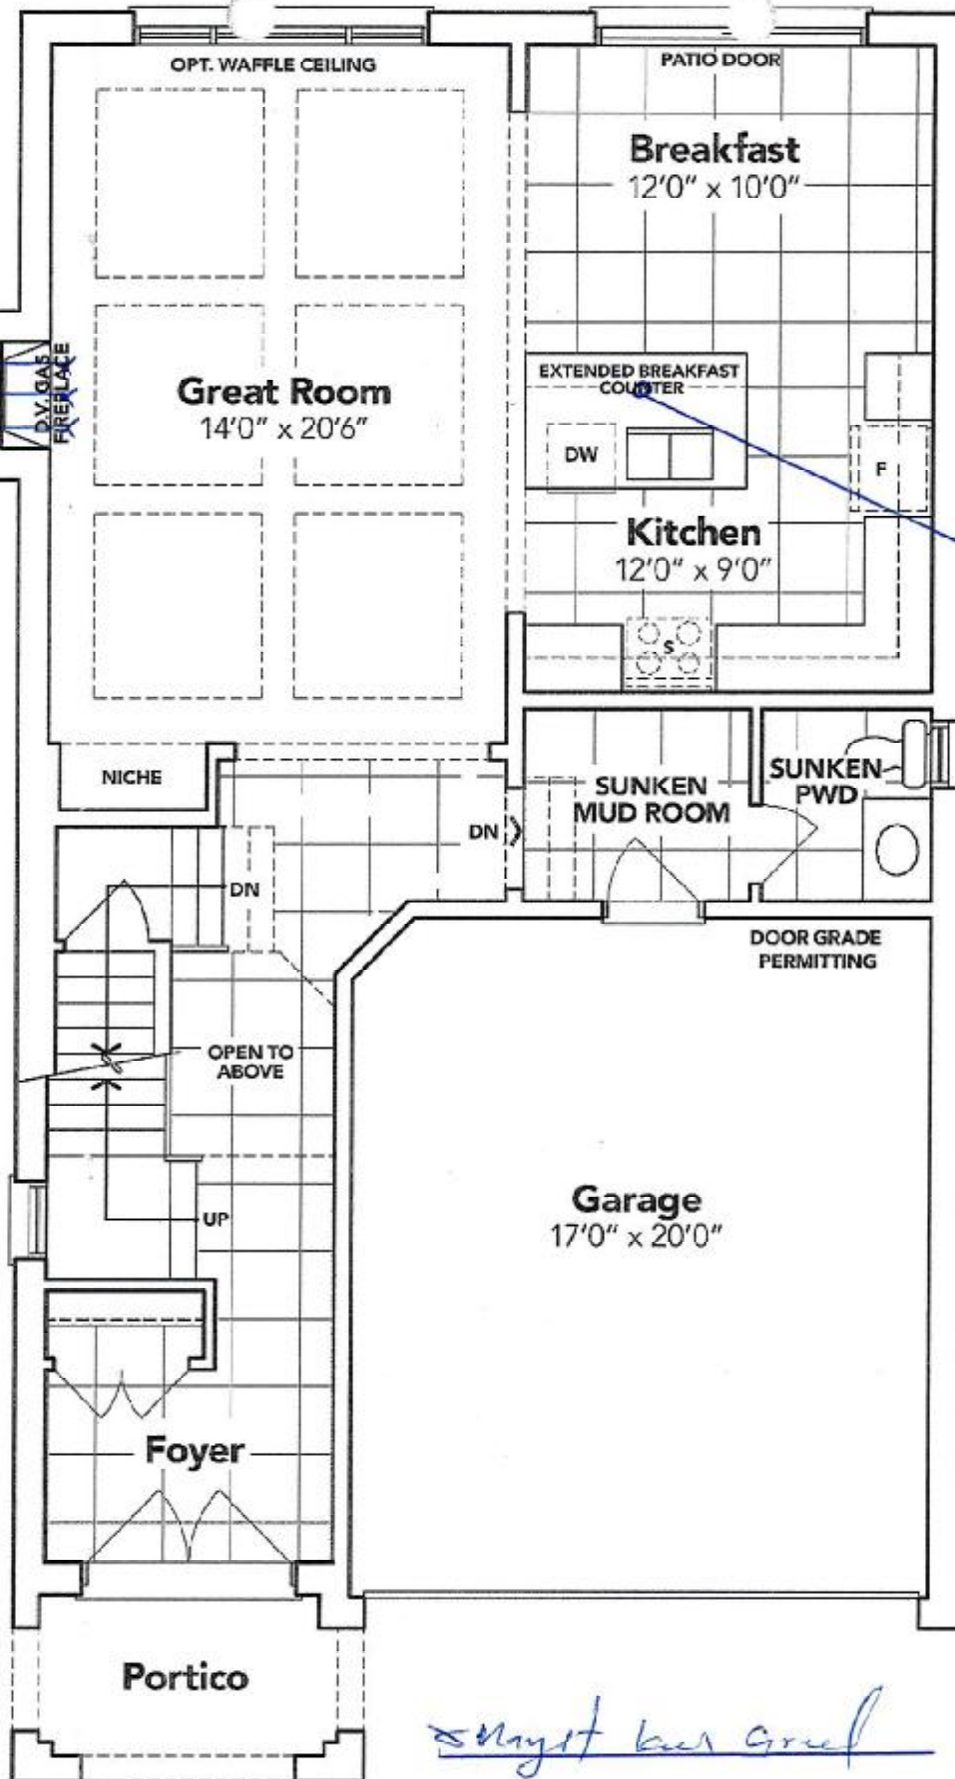 OPT. WAFFLE CEILING
PATIO DOOR
Breakfast
12'0" x 10'0"
D.V. GAS
FIREPLACE
Great Room
14'0" x 20'6"
EXTENDED BREAKFAST
COUNTER
DW
F
Kitchen
12'0" x 9'0"
S
NICHE
SUNKEN
MUD ROOM
SUNKEN
PWD
DN
DN
DOOR GRADE
PERMITTING
OPEN TO
ABOVE
UP
Garage
17'0" x 20'0"
Foyer
Portico